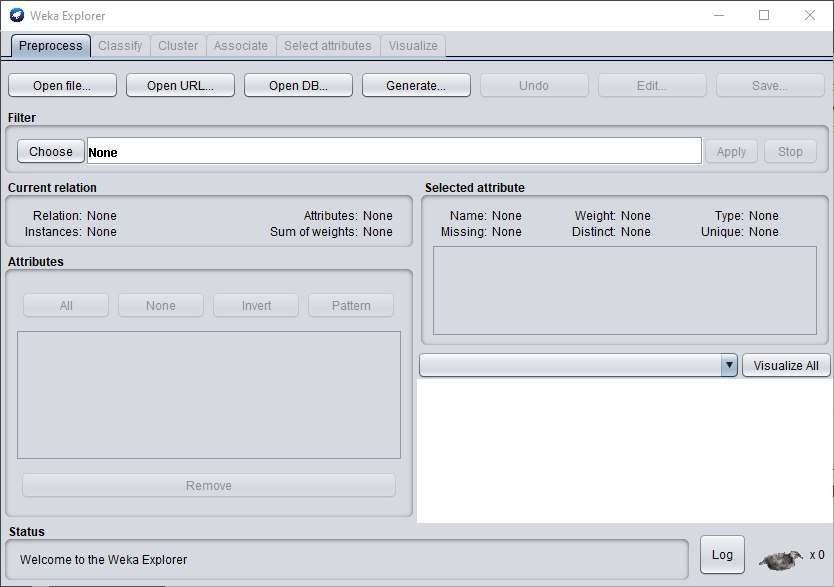 Weka Explorer
Preprocess Classify Cluster Associate Select attributes Visualize
Open file... Open URL... Open DB... Generate... Undo Edit... Save...
Filter
Choose None Apply Stop
Current relation
Relation: None Attributes: None
Instances: None Sum of weights: None
Selected attribute
Name: None Weight: None Type: None
Missing: None Distinct: None Unique: None
Attributes
All None Invert Pattern
Remove
Visualize All
Status
Welcome to the Weka Explorer
Log x 0